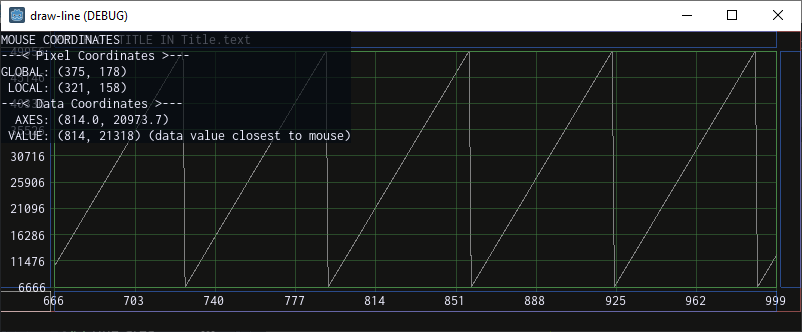 draw-line (DEBUG)
MOUSE COORDINATES TITLE IN Title.text
---< Pixel Coordinates >---
GLOBAL: (375, 178)
LOCAL: (321, 158)
---< Data Coordinates >---
AXES: (814.0, 20973.7)
VALUE: (814, 21318) (data value closest to mouse)
30716
25906
21096
16286
11476
6666
666 703 740 777 814 851 888 925 962 999